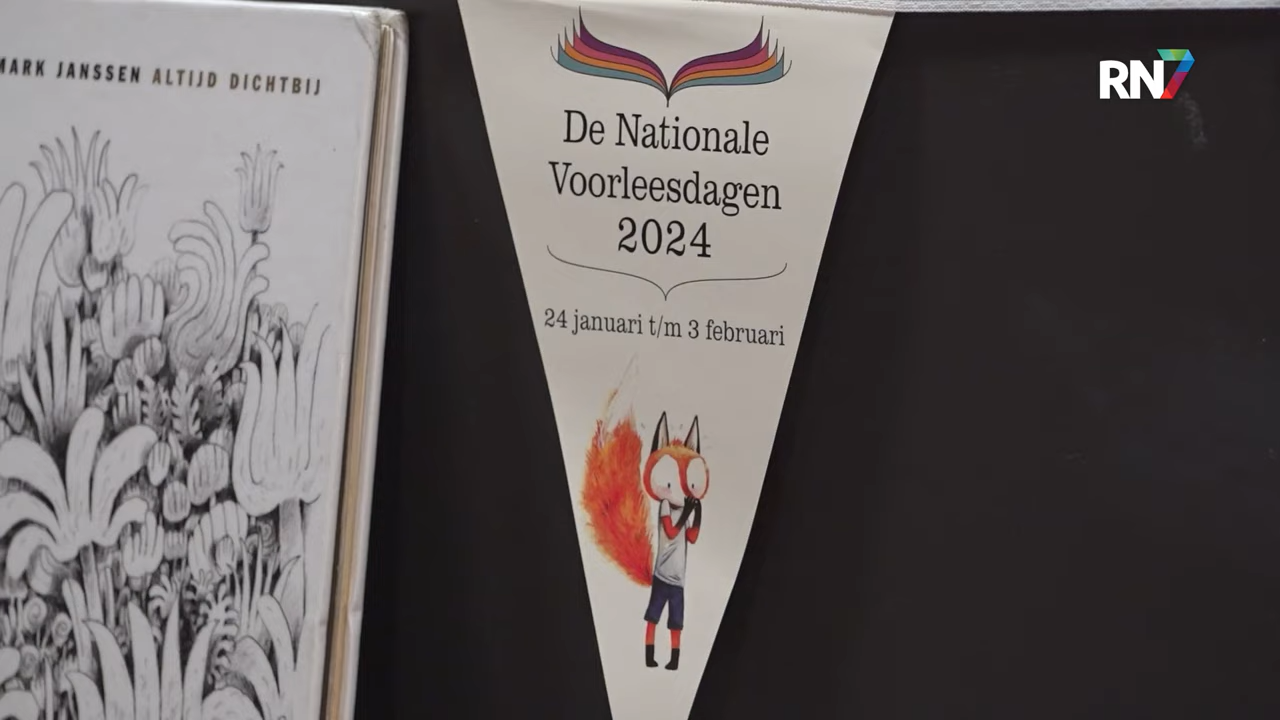 MARK JANSSEN ALTIJD DICHTBIJ
De Nationale
Voorleesdagen
2024
24 januari t/m 3 februari
RN7